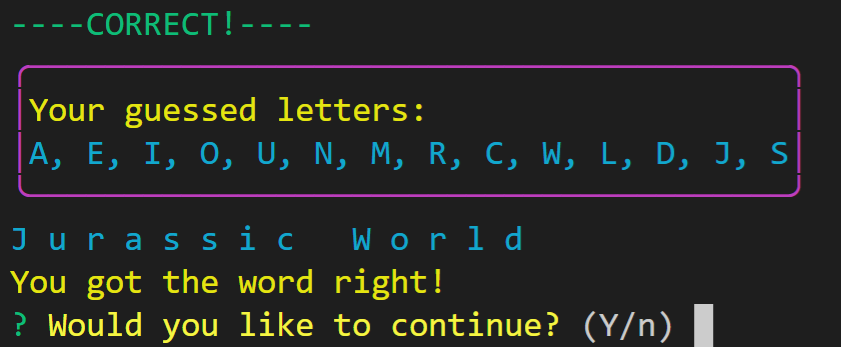 ----CORRECT!----
Your guessed letters:
A, E, I, O, U, N, M, R, C, W, L, D, J, S
J u r a s s i c   W o r l d
You got the word right!
? Would you like to continue? (Y/n)